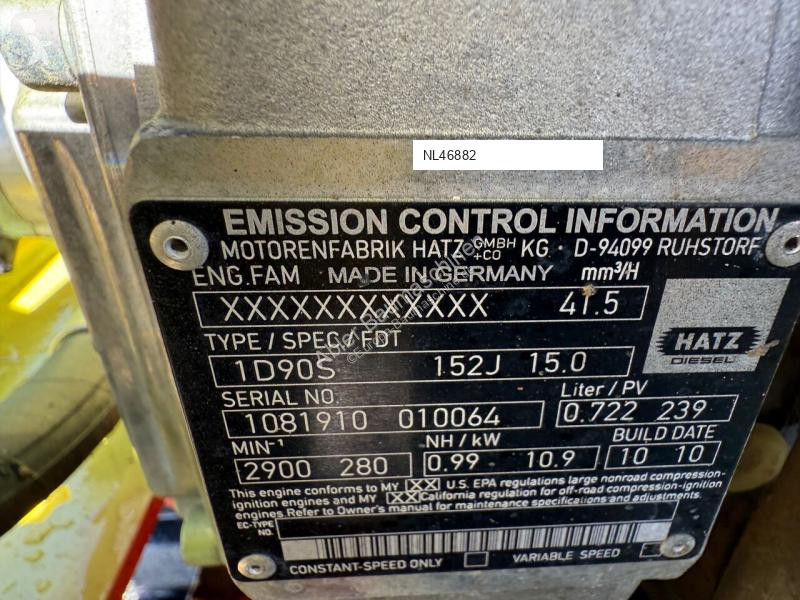 NL46882
EMISSION CONTROL INFORMATION
MOTORENFABRIK HATZ GMBH +CO KG · D-94099 RUHSTORF
ENG.FAM MADE IN GERMANY mm³/H
XXXXXXXXXXXXX 41.5
TYPE / SPEC. / FDT
1D90S 152J 15.0
HATZ
DIESEL
SERIAL NO. Liter / PV
1081910 010064 0.722 239
MIN-¹ NH / kW BUILD DATE
2900 280 0.99 10.9 10 10
This engine conforms to MY XX U.S. EPA regulations large nonroad compression-
ignition engines and MY XX California regulation for off-road compression-ignition
engines. Refer to Owner's manual for maintenance specifications and adjustments.
EC-TYPE
NO.
CONSTANT-SPEED ONLY VARIABLE SPEED